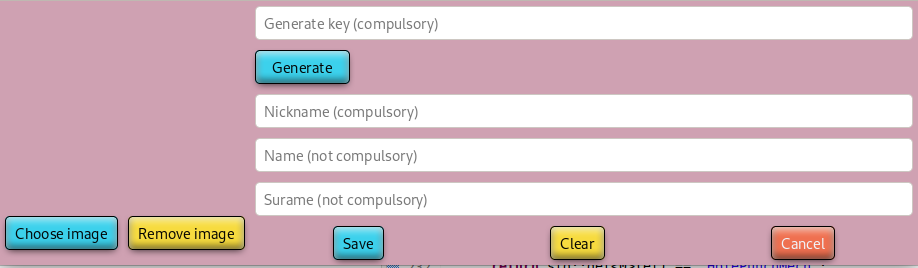 Generate key (compulsory)
Generate
Nickname (compulsory)
Name (not compulsory)
Surame (not compulsory)
Choose image
Remove image
Save
Clear
Cancel